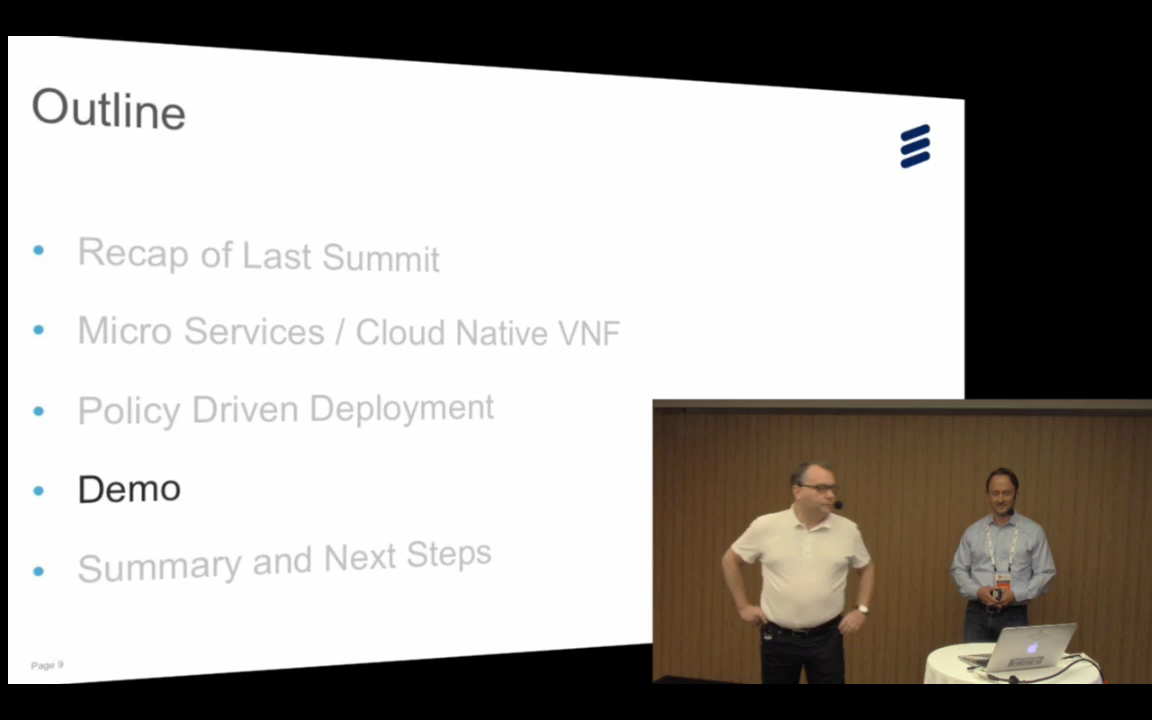 Outline
Recap of Last Summit
Micro Services / Cloud Native VNF
Policy Driven Deployment
Demo
Summary and Next Steps
Page 9